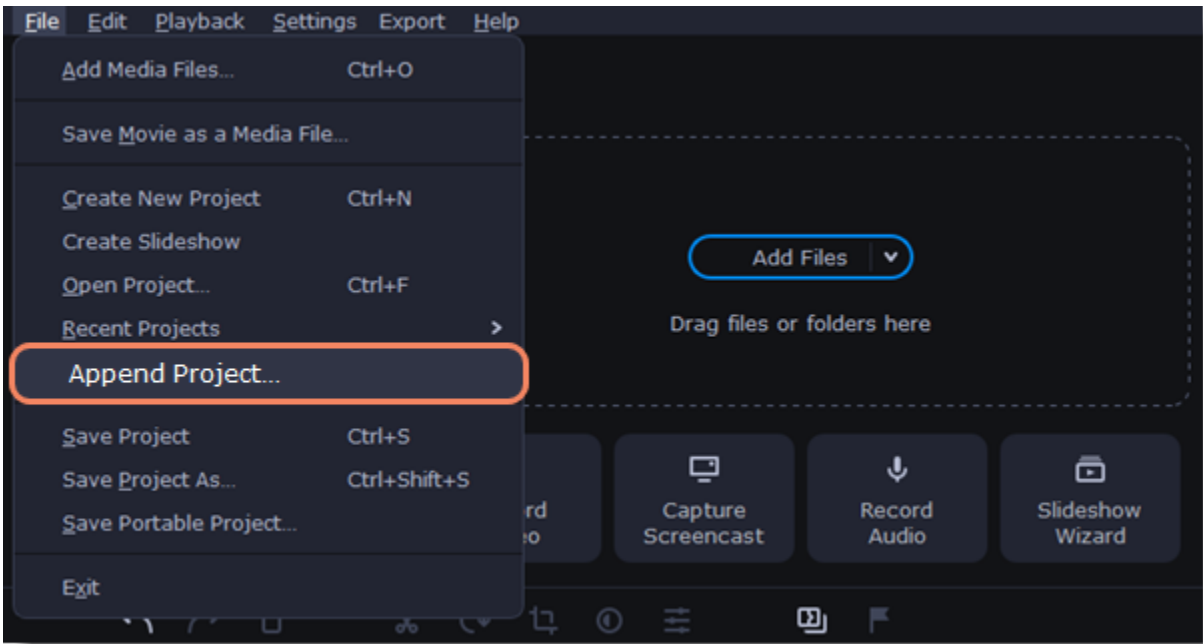 File Edit Playback Settings Export Help
Add Media Files... Ctrl+O
Save Movie as a Media File...
Create New Project Ctrl+N
Create Slideshow
Open Project... Ctrl+F
Recent Projects
Append Project...
Save Project Ctrl+S
Save Project As... Ctrl+Shift+S
Save Portable Project...
Exit
Add Files
Drag files or folders here
Capture
Screencast
Record
Audio
Slideshow
Wizard